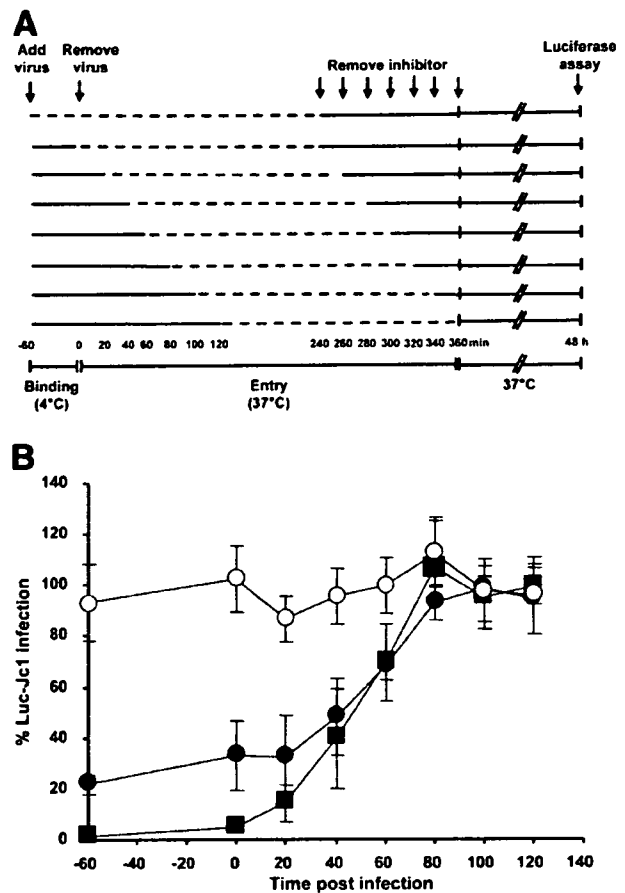 A
Add virus
Remove virus
Remove inhibitor
Luciferase assay
-60 0 20 40 60 80 100 120 240 260 280 300 320 340 360 min 48 h
Binding (4°C)
Entry (37°C)
37°C
B
% Luc-Jc1 infection
140
120
100
80
60
40
20
0
-60 -40 -20 0 20 40 60 80 100 120 140
Time post infection